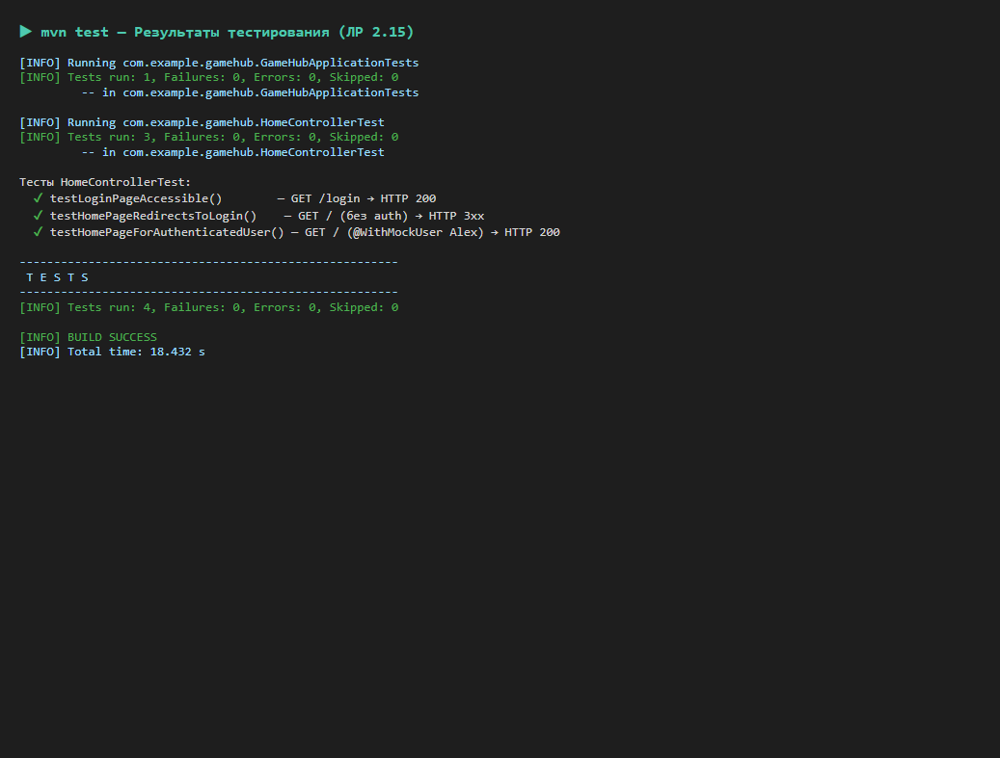 ▶ mvn test — Результаты тестирования (ЛР 2.15)
[INFO] Running com.example.gamehub.GameHubApplicationTests
[INFO] Tests run: 1, Failures: 0, Errors: 0, Skipped: 0
-- in com.example.gamehub.GameHubApplicationTests
[INFO] Running com.example.gamehub.HomeControllerTest
[INFO] Tests run: 3, Failures: 0, Errors: 0, Skipped: 0
-- in com.example.gamehub.HomeControllerTest
Тесты HomeControllerTest:
✓ testLoginPageAccessible() — GET /login → HTTP 200
✓ testHomePageRedirectsToLogin() — GET / (без auth) → HTTP 3xx
✓ testHomePageForAuthenticatedUser() — GET / (@WithMockUser Alex) → HTTP 200
-------------------------------------------------------
T E S T S
-------------------------------------------------------
[INFO] Tests run: 4, Failures: 0, Errors: 0, Skipped: 0
[INFO] BUILD SUCCESS
[INFO] Total time: 18.432 s